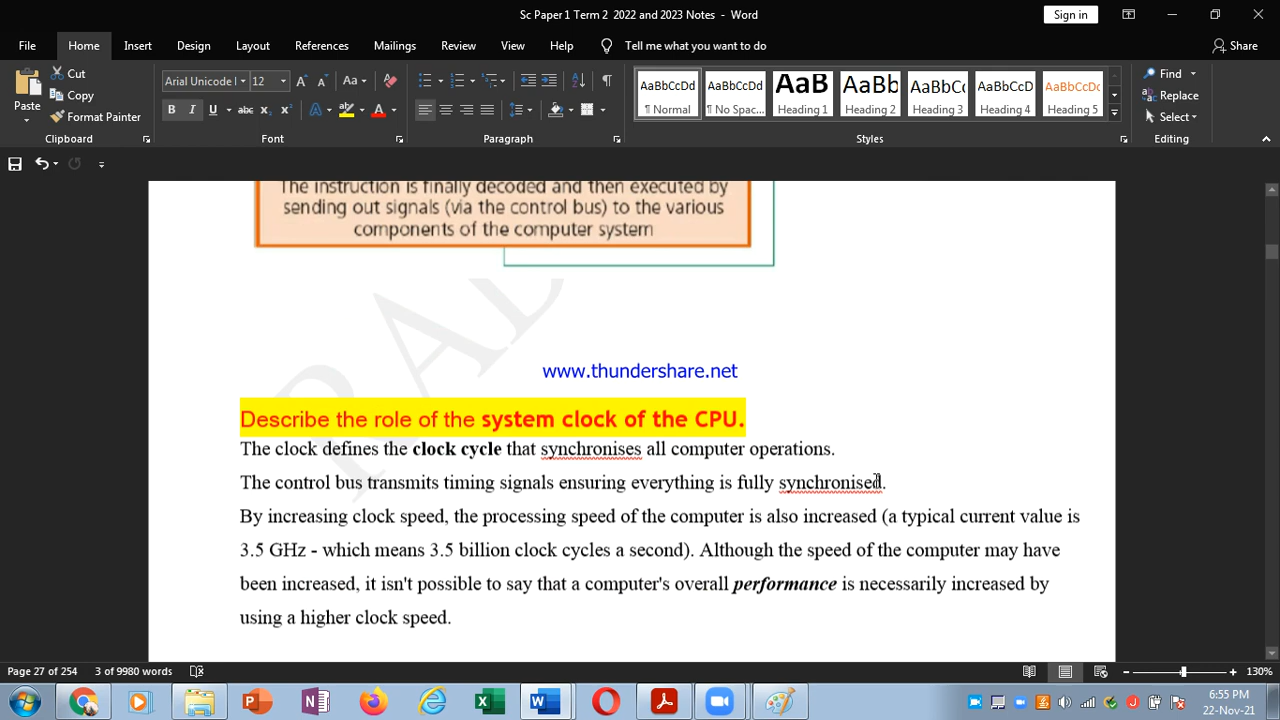 Sc Paper 1 Term 2 2022 and 2023 Notes - Word
Sign in
File Home Insert Design Layout References Mailings Review View Help Tell me what you want to do Share
Paste
Cut
Copy
Format Painter
Clipboard
Arial Unicode 12
Aa
B I U abc x₂ x²
A
Font
Paragraph
AaBbCcDd
¶ Normal
AaBbCcDd
¶ No Spac...
AaB
Heading 1
AaBb
Heading 2
AaBbC
Heading 3
AaBbCcD
Heading 4
AaBbCcDc
Heading 5
Styles
Find
Replace
Select
Editing
The instruction is finally decoded and then executed by
sending out signals (via the control bus) to the various
components of the computer system
www.thundershare.net
Describe the role of the system clock of the CPU.
The clock defines the clock cycle that synchronises all computer operations.
The control bus transmits timing signals ensuring everything is fully synchronised.
By increasing clock speed, the processing speed of the computer is also increased (a typical current value is
3.5 GHz - which means 3.5 billion clock cycles a second). Although the speed of the computer may have
been increased, it isn't possible to say that a computer's overall performance is necessarily increased by
using a higher clock speed.
Page 27 of 254 3 of 9980 words
130%
6:55 PM
22-Nov-21